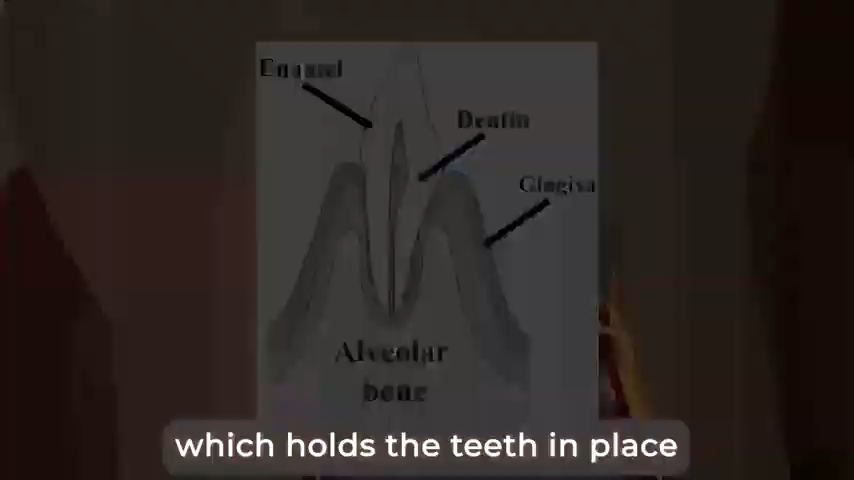 Enamel
Dentin
Gingiva
Alveolar
bone
which holds the teeth in place